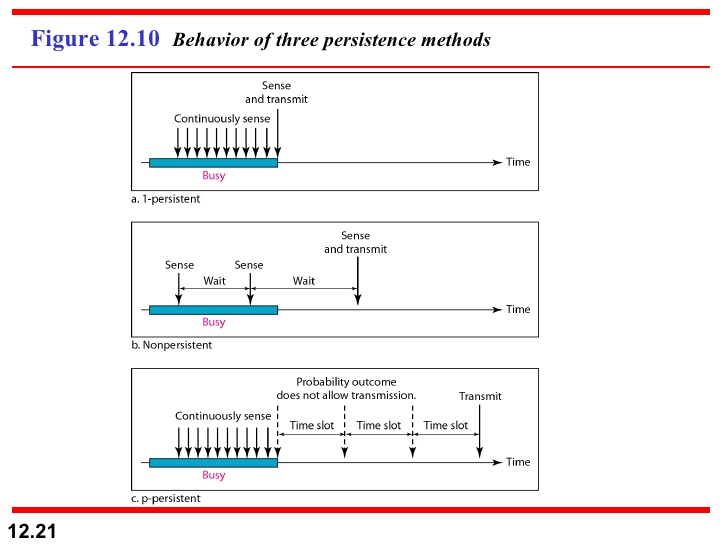 Figure 12.10 Behavior of three persistence methods
Sense
and transmit
Continuously sense
Time
Busy
a. 1-persistent
Sense
and transmit
Sense Sense
Wait Wait
Time
Busy
b. Nonpersistent
Probability outcome
does not allow transmission. Transmit
Continuously sense
Time slot Time slot Time slot
Time
Busy
c. p-persistent
12.21